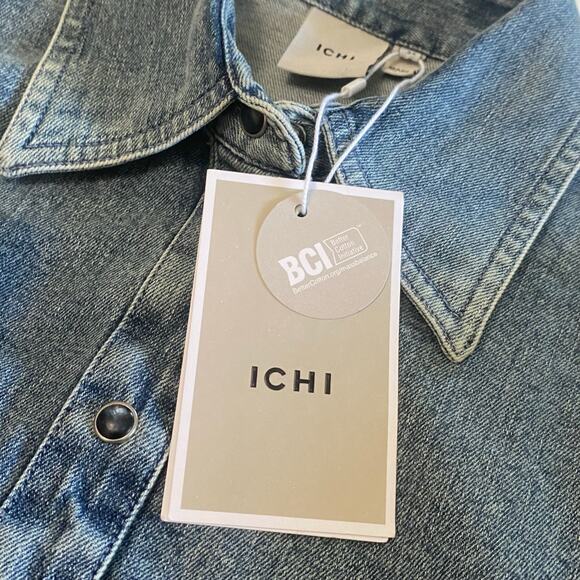 ICHI
BCI
Better
Cotton
Initiative
BetterCotton.org/massbalance
ICHI